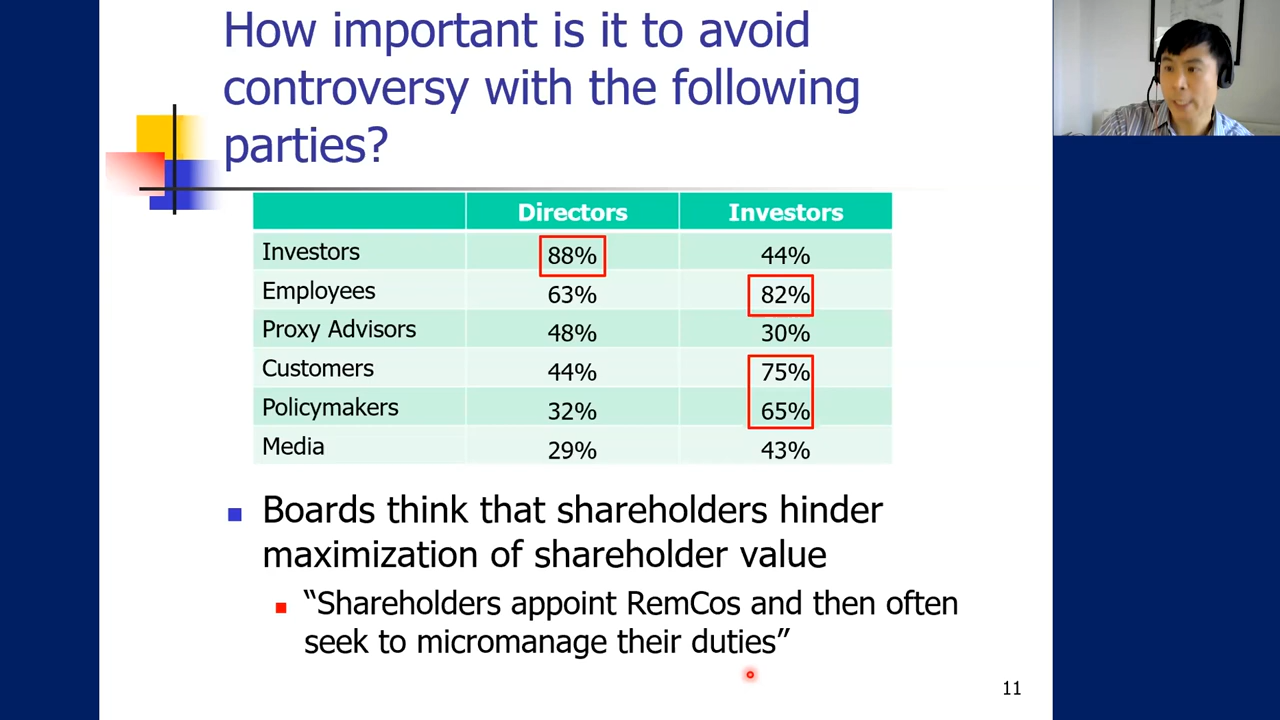 How important is it to avoid
controversy with the following
parties?
Directors Investors
Investors 88% 44%
Employees 63% 82%
Proxy Advisors 48% 30%
Customers 44% 75%
Policymakers 32% 65%
Media 29% 43%
Boards think that shareholders hinder
maximization of shareholder value
“Shareholders appoint RemCos and then often
seek to micromanage their duties”
11